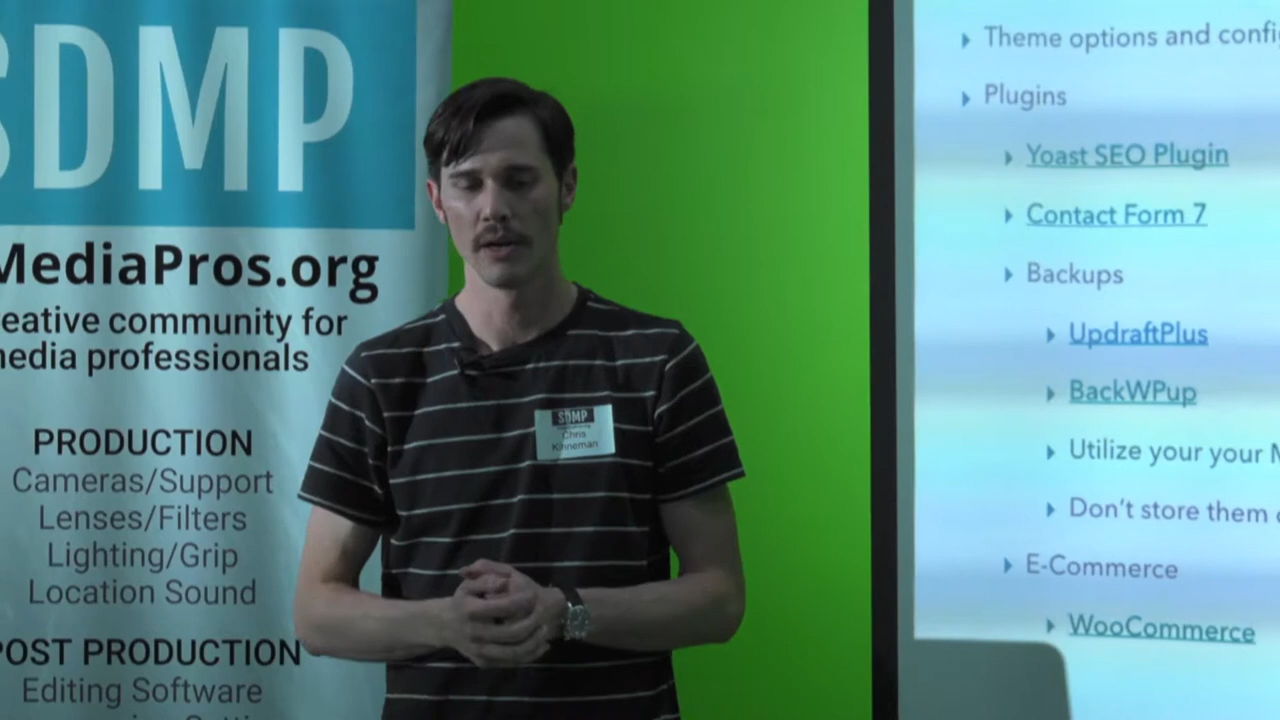 SDMP
MediaPros.org
eative community for
media professionals
PRODUCTION
Cameras/Support
Lenses/Filters
Lighting/Grip
Location Sound
POST PRODUCTION
Editing Software
SDMP
Chris
Kinneman
Theme options and config
Plugins
Yoast SEO Plugin
Contact Form 7
Backups
UpdraftPlus
BackWPup
Utilize your your
Don't store them
E-Commerce
WooCommerce